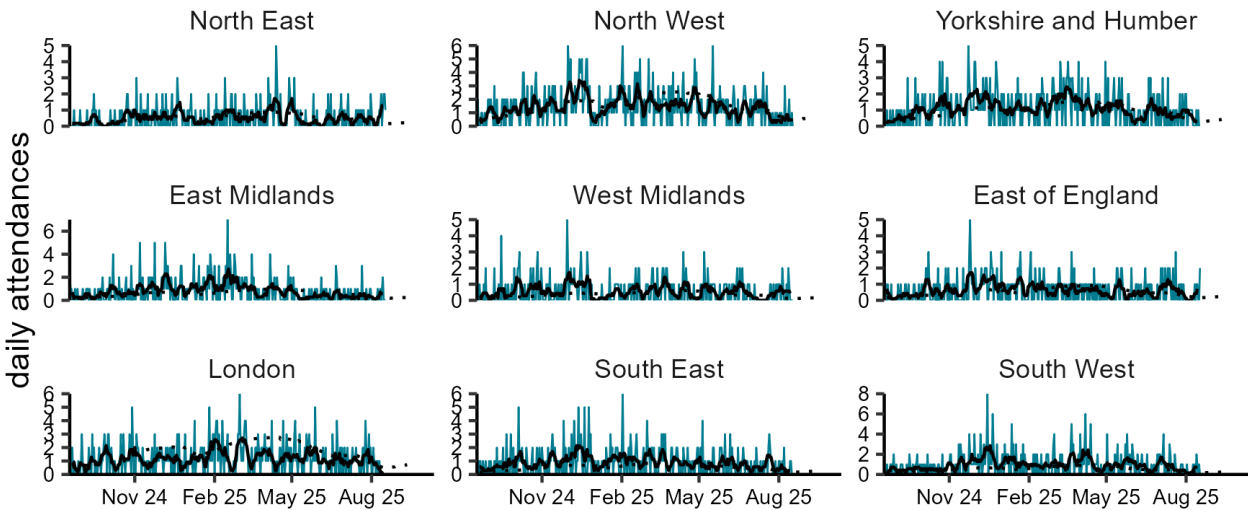 North East North West Yorkshire and Humber
5 4 3 2 1 0
6 5 4 3 2 1 0
5 4 3 2 1 0
daily attendances
East Midlands West Midlands East of England
6 4 2 0
5 4 3 2 1 0
5 4 3 2 1 0
London South East South West
6 5 4 3 2 1 0
6 5 4 3 2 1 0
8 6 4 2 0
Nov 24 Feb 25 May 25 Aug 25 Nov 24 Feb 25 May 25 Aug 25 Nov 24 Feb 25 May 25 Aug 25